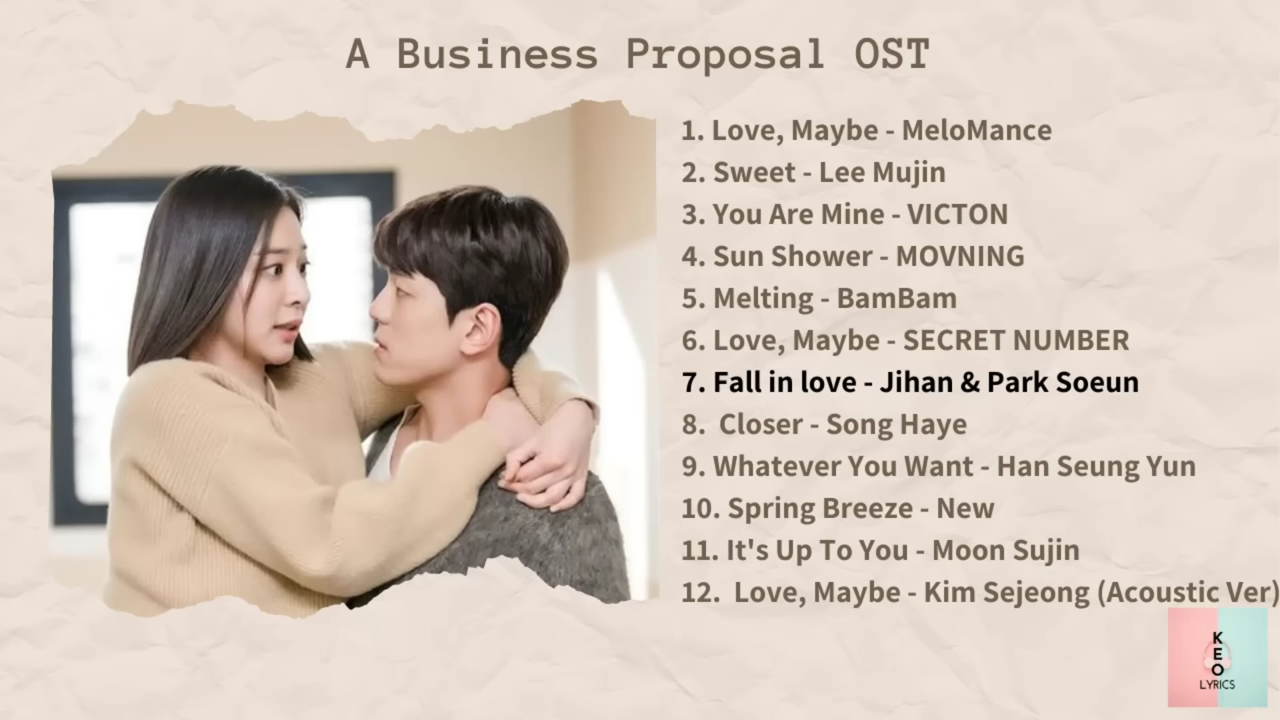 A Business Proposal OST
1. Love, Maybe - MeloMance
2. Sweet - Lee Mujin
3. You Are Mine - VICTON
4. Sun Shower - MOVNING
5. Melting - BamBam
6. Love, Maybe - SECRET NUMBER
7. Fall in love - Jihan & Park Soeun
8. Closer - Song Haye
9. Whatever You Want - Han Seung Yun
10. Spring Breeze - New
11. It's Up To You - Moon Sujin
12. Love, Maybe - Kim Sejeong (Acoustic Ver)
KEO
LYRICS